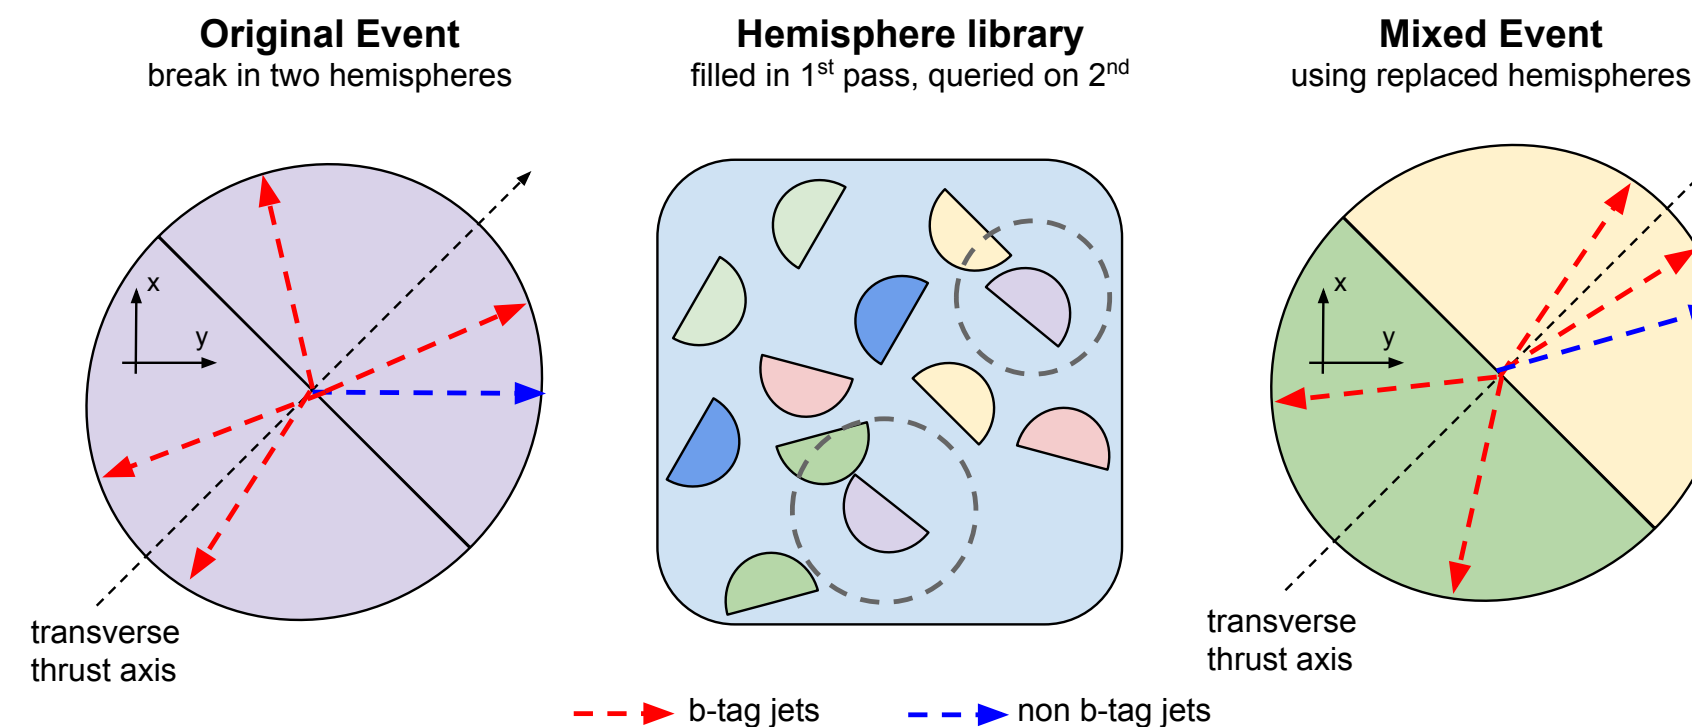 Original Event
break in two hemispheres
Hemisphere library
filled in 1st pass, queried on 2nd
Mixed Event
using replaced hemispheres
x
y
transverse
thrust axis
x
y
transverse
thrust axis
b-tag jets
non b-tag jets